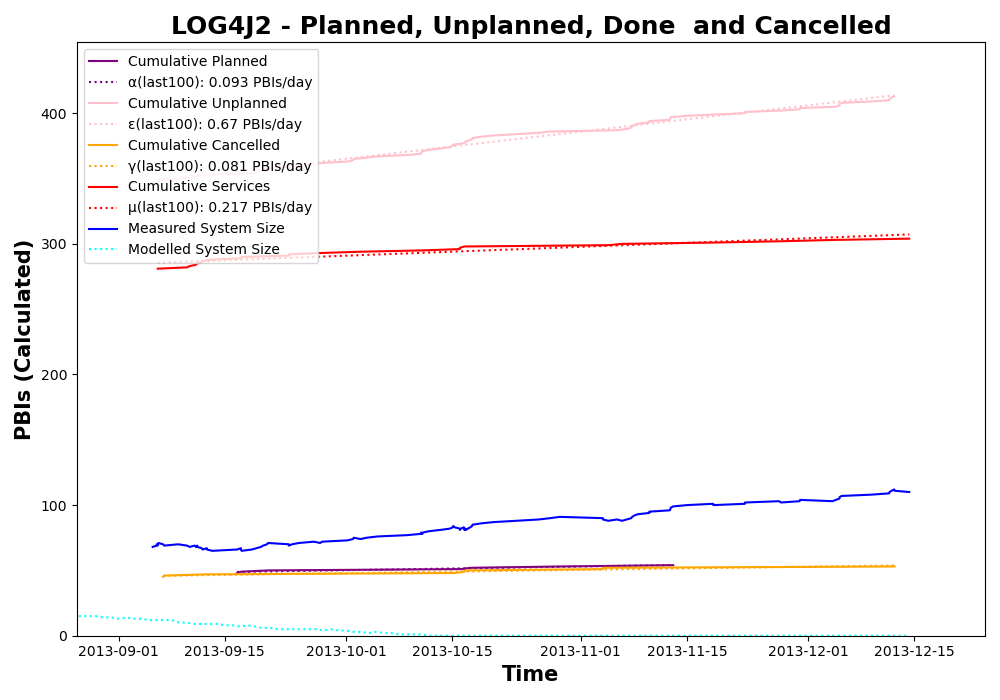 LOG4J2 - Planned, Unplanned, Done  and Cancelled
Cumulative Planned
α(last100): 0.093 PBIs/day
Cumulative Unplanned
ε(last100): 0.67 PBIs/day
Cumulative Cancelled
γ(last100): 0.081 PBIs/day
Cumulative Services
μ(last100): 0.217 PBIs/day
Measured System Size
Modelled System Size
PBIs (Calculated)
400
300
200
100
0
2013-09-01 2013-09-15 2013-10-01 2013-10-15 2013-11-01 2013-11-15 2013-12-01 2013-12-15
Time